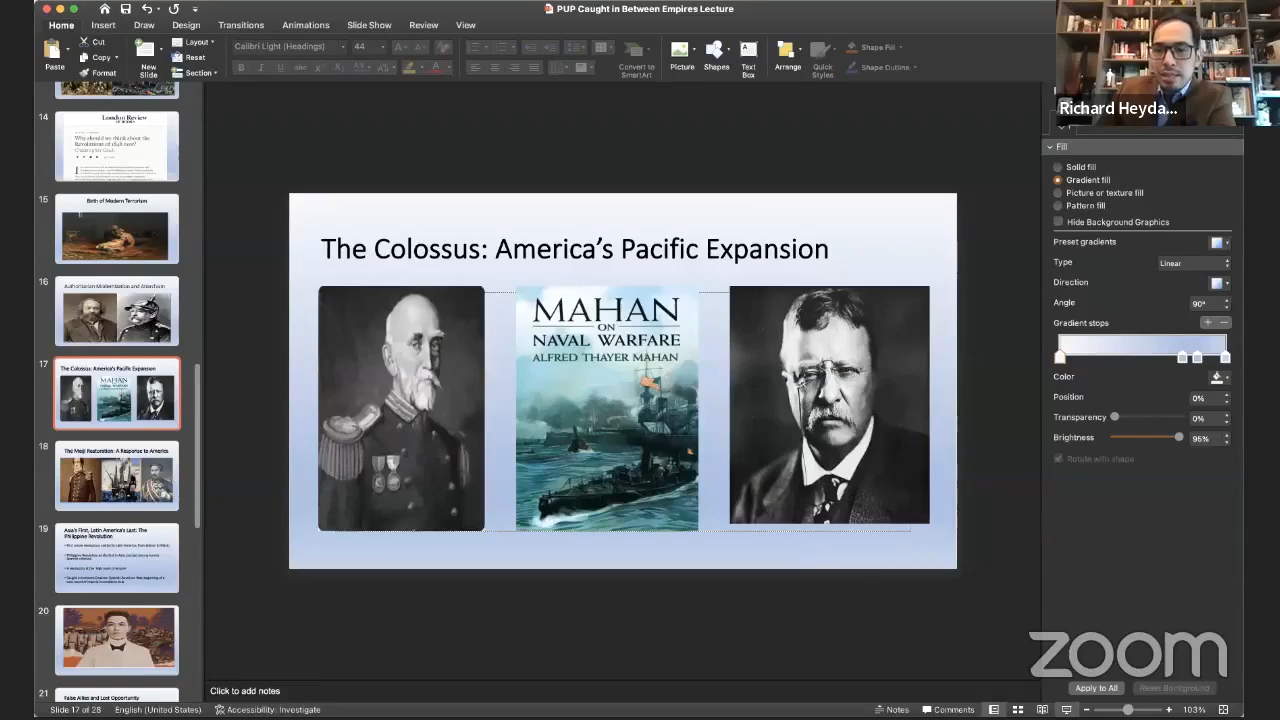 PUP Caught in Between Empires Lecture
Home Insert Draw Design Transitions Animations Slide Show Review View
Paste
Cut
Copy
Format
New
Slide
Layout
Reset
Section
Calibri Light (Headings) 44
Convert to
SmartArt
Picture
Shapes
Text
Box
Arrange
Quick
Styles
Shape Fill
Shape Outline
Richard Heyda...
14
London Review
Why should we think about the
Revolutions of 1848 now?
15
Birth of Modern Terrorism
16
Authoritarian Modernization and Anarchism
17
The Colossus: America's Pacific Expansion
MAHAN
18
The Meiji Restoration: A Response to America
19
Asia's First, Latin America's Last: The
Philippine Revolution
20
21
False Allies and Lost Opportunity
The Colossus: America's Pacific Expansion
MAHAN
ON
NAVAL WARFARE
ALFRED THAYER MAHAN
Fill
Solid fill
Gradient fill
Picture or texture fill
Pattern fill
Hide Background Graphics
Preset gradients
Type Linear
Direction
Angle 90°
Gradient stops
Color
Position 0%
Transparency 0%
Brightness 95%
Rotate with shape
zoom
Apply to All Reset Background
Click to add notes
Slide 17 of 28 English (United States) Accessibility: Investigate Notes Comments 103%